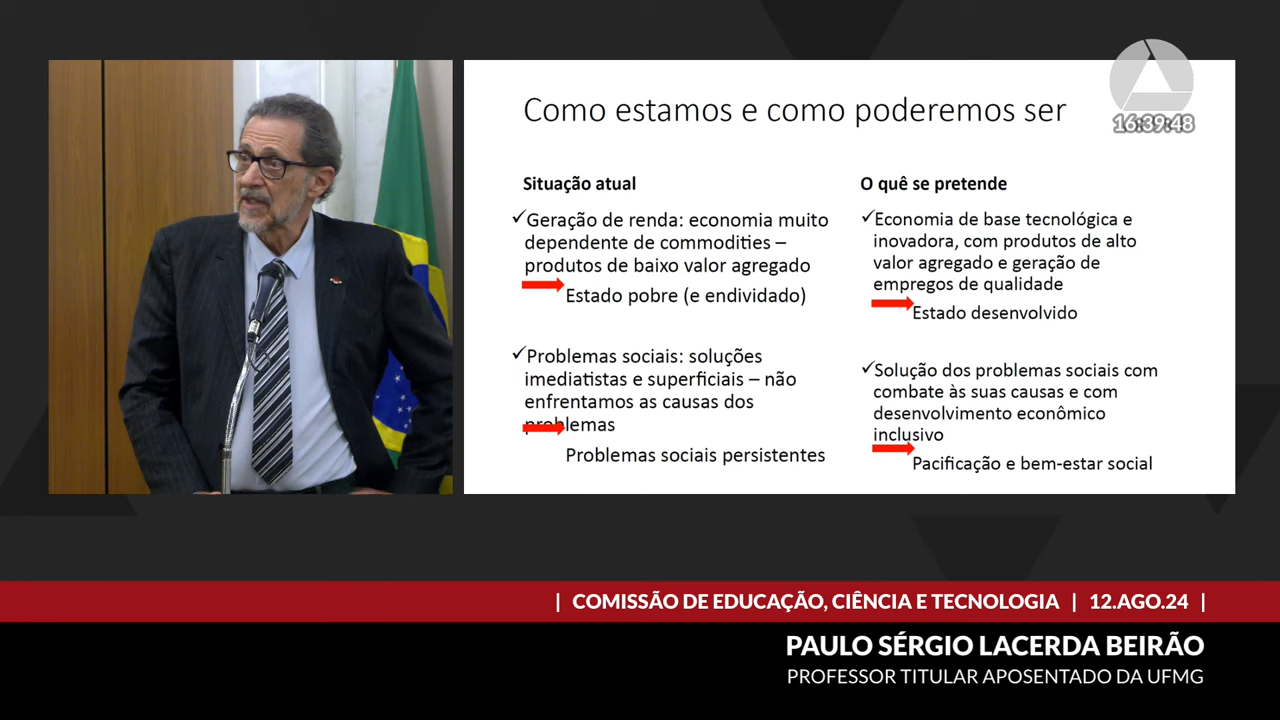 Como estamos e como poderemos ser
16:39:48
Situação atual
✓Geração de renda: economia muito
dependente de commodities –
produtos de baixo valor agregado
Estado pobre (e endividado)
✓Problemas sociais: soluções
imediatistas e superficiais – não
enfrentamos as causas dos
problemas
Problemas sociais persistentes
O quê se pretende
✓Economia de base tecnológica e
inovadora, com produtos de alto
valor agregado e geração de
empregos de qualidade
Estado desenvolvido
✓Solução dos problemas sociais com
combate às suas causas e com
desenvolvimento econômico
inclusivo
Pacificação e bem-estar social
| COMISSÃO DE EDUCAÇÃO, CIÊNCIA E TECNOLOGIA | 12.AGO.24 |
PAULO SÉRGIO LACERDA BEIRÃO
PROFESSOR TITULAR APOSENTADO DA UFMG